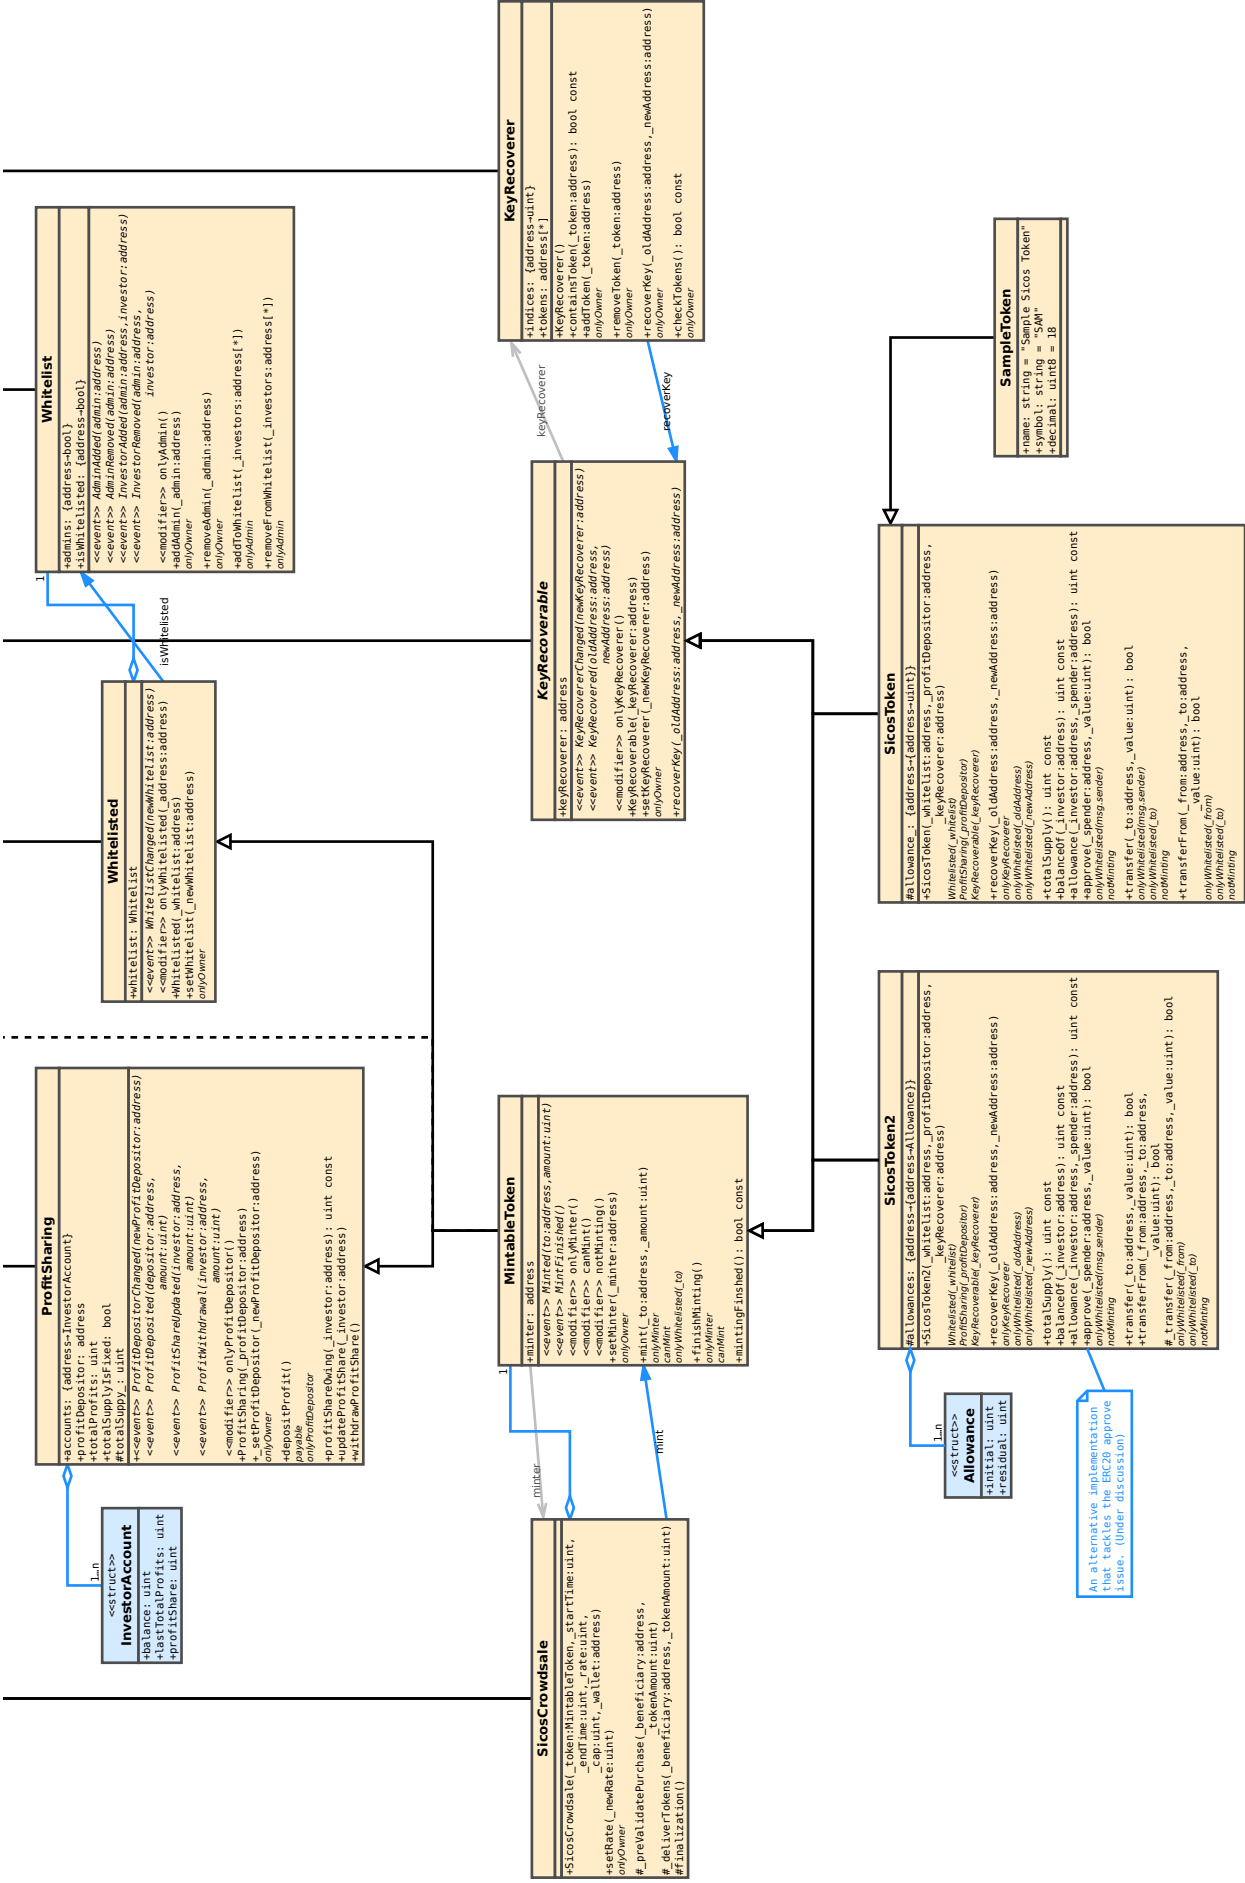 KeyRecoverer
+indices: {address→uint}
+tokens: address[*]
+KeyRecoverer()
+containsToken(_token:address): bool const
+addToken(_token:address)
onlyOwner
+removeToken(_token:address)
onlyOwner
+recoverKey(_oldAddress:address,_newAddress:address)
onlyOwner
+checkTokens(): bool const
onlyOwner
Whitelist
+admins: {address→bool}
+isWhitelisted: {address→bool}
<<event>> AdminAdded(admin:address)
<<event>> AdminRemoved(admin:address)
<<event>> InvestorAdded(admin:address,investor:address)
<<event>> InvestorRemoved(admin:address,
investor:address)
<<modifier>> onlyAdmin()
+addAdmin(_admin:address)
onlyOwner
+removeAdmin(_admin:address)
onlyOwner
+addToWhitelist(_investors:address[*])
onlyAdmin
+removeFromWhitelist(_investors:address[*])
onlyAdmin
1
isWhitelisted
keyRecoverer
recoverKey
SampleToken
+name: string = "Sample Sicos Token"
+symbol: string = "SAM"
+decimal: uint8 = 18
Whitelisted
+whitelist: Whitelist
<<event>> WhitelistChanged(newWhitelist:address)
<<modifier>> onlyWhitelisted(_address:address)
+Whitelisted(_whitelist:address)
+setWhitelist(_newWhitelist:address)
onlyOwner
KeyRecoverable
+keyRecoverer: address
<<event>> KeyRecovererChanged(newKeyRecoverer:address)
<<event>> KeyRecovered(oldAddress:address,
newAddress:address)
<<modifier>> onlyKeyRecoverer()
+KeyRecoverable(_keyRecoverer:address)
+setKeyRecoverer(_newKeyRecoverer:address)
onlyOwner
+recoverKey(_oldAddress:address,_newAddress:address)
SicosToken
#allowance_: {address→{address→uint}}
+SicosToken(_whitelist:address,_profitDepositor:address,
_keyRecoverer:address)
Whitelisted(_whitelist)
ProfitSharing(_profitDepositor)
KeyRecoverable(_keyRecoverer)
+recoverKey(_oldAddress:address,_newAddress:address)
onlyKeyRecoverer
onlyWhitelisted(_oldAddress)
onlyWhitelisted(_newAddress)
+totalSupply(): uint const
+balanceOf(_investor:address): uint const
+allowance(_investor:address,_spender:address): uint const
+approve(_spender:address,_value:uint): bool
onlyWhitelisted(msg.sender)
notMinting
+transfer(_to:address,_value:uint): bool
onlyWhitelisted(msg.sender)
onlyWhitelisted(_to)
notMinting
+transferFrom(_from:address,_to:address,
_value:uint): bool
onlyWhitelisted(_from)
onlyWhitelisted(_to)
notMinting
ProfitSharing
+accounts: {address→InvestorAccount}
+profitDepositor: address
+totalProfits: uint
+totalSupplyIsFixed: bool
#totalSuppy_: uint
<<event>> ProfitDepositorChanged(newProfitDepositor:address)
<<event>> ProfitDeposited(depositor:address,
amount:uint)
<<event>> ProfitShareUpdated(investor:address,
amount:uint)
<<event>> ProfitWithdrawal(investor:address,
amount:uint)
<<modifier>> onlyProfitDepositor()
+ProfitSharing(_profitDepositor:address)
+_setProfitDepositor(_newProfitDepositor:address)
onlyOwner
+depositProfit()
payable
onlyProfitDepositor
+profitShareOwing(_investor:address): uint const
+updateProfitShare(_investor:address)
+withdrawProfitShare()
1…n
<<struct>>
InvestorAccount
+balance: uint
+lastTotalProfits: uint
+profitShare: uint
MintableToken
+minter: address
<<event>> Minted(to:address,amount:uint)
<<event>> MintFinished()
<<modifier>> onlyMinter()
<<modifier>> canMint()
<<modifier>> notMinting()
+setMinter(_minter:address)
onlyOwner
+mint(_to:address,_amount:uint)
onlyMinter
canMint
onlyWhitelisted(_to)
+finishMinting()
onlyMinter
canMint
+mintingFinshed(): bool const
1
minter
mint
SicosCrowdsale
+SicosCrowdsale(_token:MintableToken,_startTime:uint,
_endTime:uint,_rate:uint,
_cap:uint,_wallet:address)
+setRate(_newRate:uint)
onlyOwner
#_preValidatePurchase(_beneficiary:address,
_tokenAmount:uint)
#_deliverTokens(_beneficiary:address,_tokenAmount:uint)
#finalization()
SicosToken2
#allowances: {address→{address→Allowance}}
+SicosToken2(_whitelist:address,_profitDepositor:address,
_keyRecoverer:address)
Whitelisted(_whitelist)
ProfitSharing(_profitDepositor)
KeyRecoverable(_keyRecoverer)
+recoverKey(_oldAddress:address,_newAddress:address)
onlyKeyRecoverer
onlyWhitelisted(_oldAddress)
onlyWhitelisted(_newAddress)
+totalSupply(): uint const
+balanceOf(_investor:address): uint const
+allowance(_investor:address,_spender:address): uint const
+approve(_spender:address,_value:uint): bool
onlyWhitelisted(msg.sender)
notMinting
+transfer(_to:address,_value:uint): bool
+transferFrom(_from:address,_to:address,
_value:uint): bool
#_transfer(_from:address,_to:address,_value:uint): bool
onlyWhitelisted(_from)
onlyWhitelisted(_to)
notMinting
1…n
<<struct>>
Allowance
+initial: uint
+residual: uint
An alternative implementation
that tackles the ERC20 approve
issue. (Under discussion)